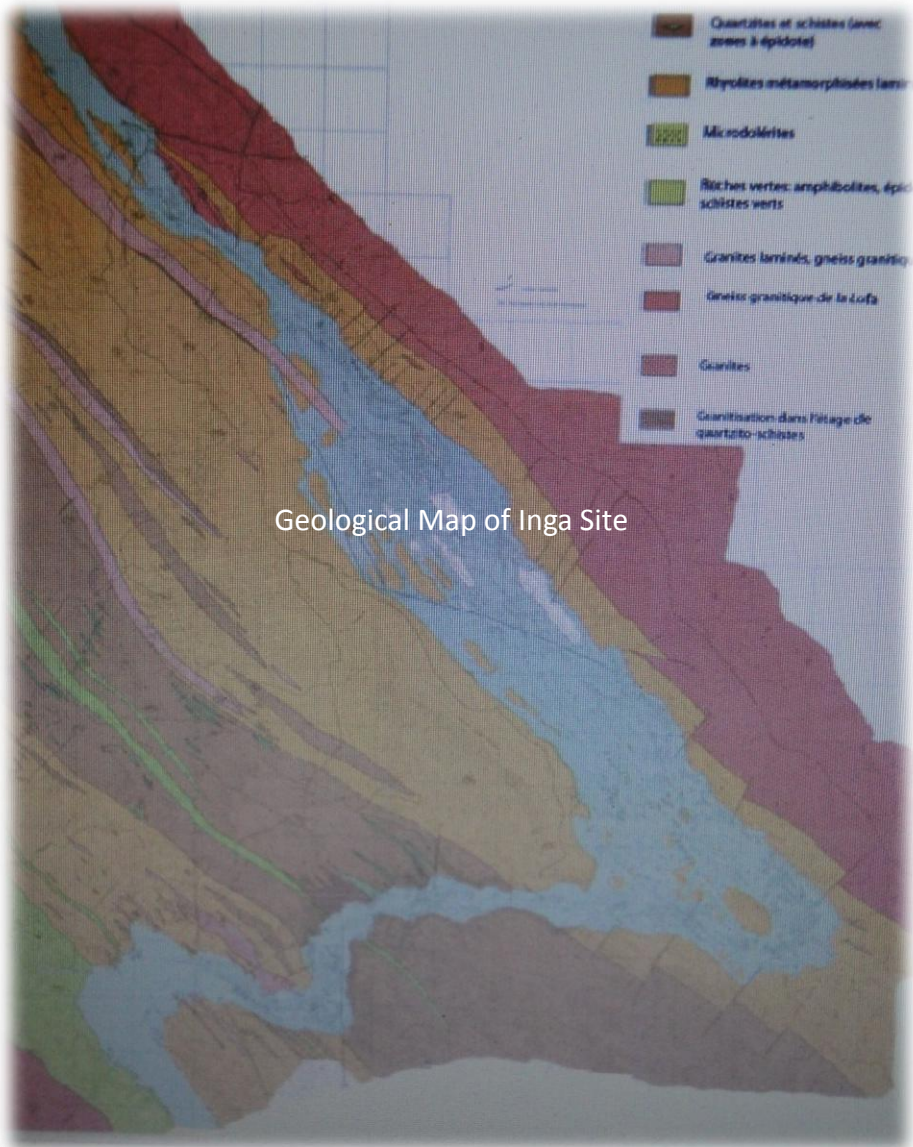 Quartzites et schistes (avec
zones à épidote)
Rhyolites métamorphisées
Microdolérites
Roches vertes: amphibolites,
schistes verts
Granites laminés, gneiss
Gneiss granitique de la Lufa
Granites
Granitisation dans l'étage de
quartzito-schistes
Geological Map of Inga Site